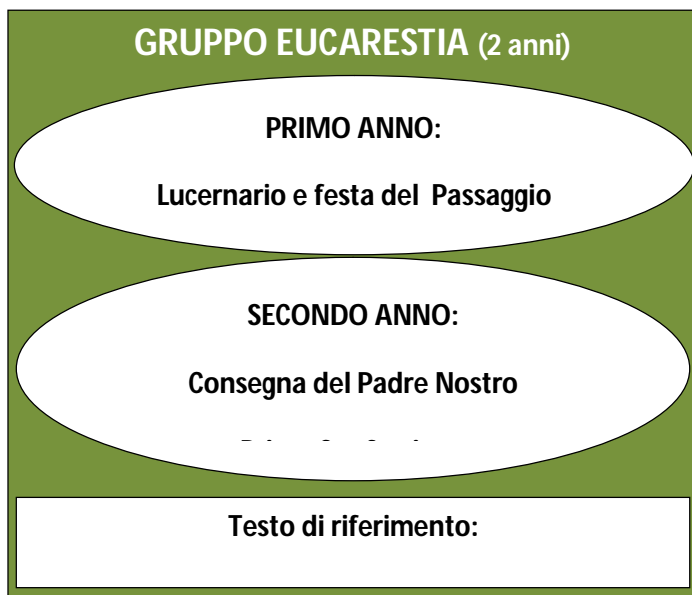 GRUPPO EUCARESTIA (2 anni)
PRIMO ANNO:
Lucernario e festa del Passaggio
SECONDO ANNO:
Consegna del Padre Nostro
Testo di riferimento: